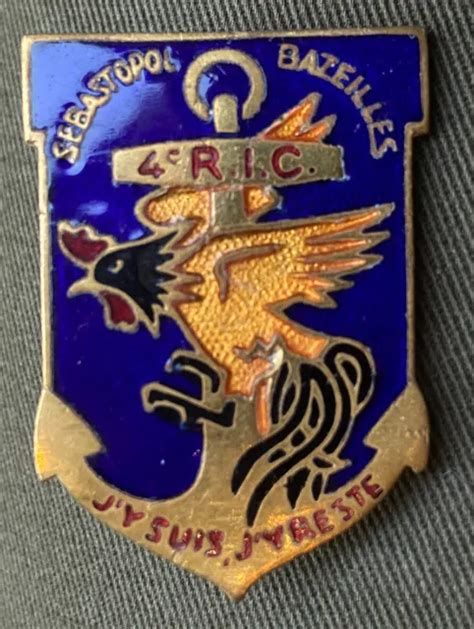 SEBASTOPOL BAZEILLES
4ᵉ R.I.C.
J'Y SUIS, J'Y RESTE